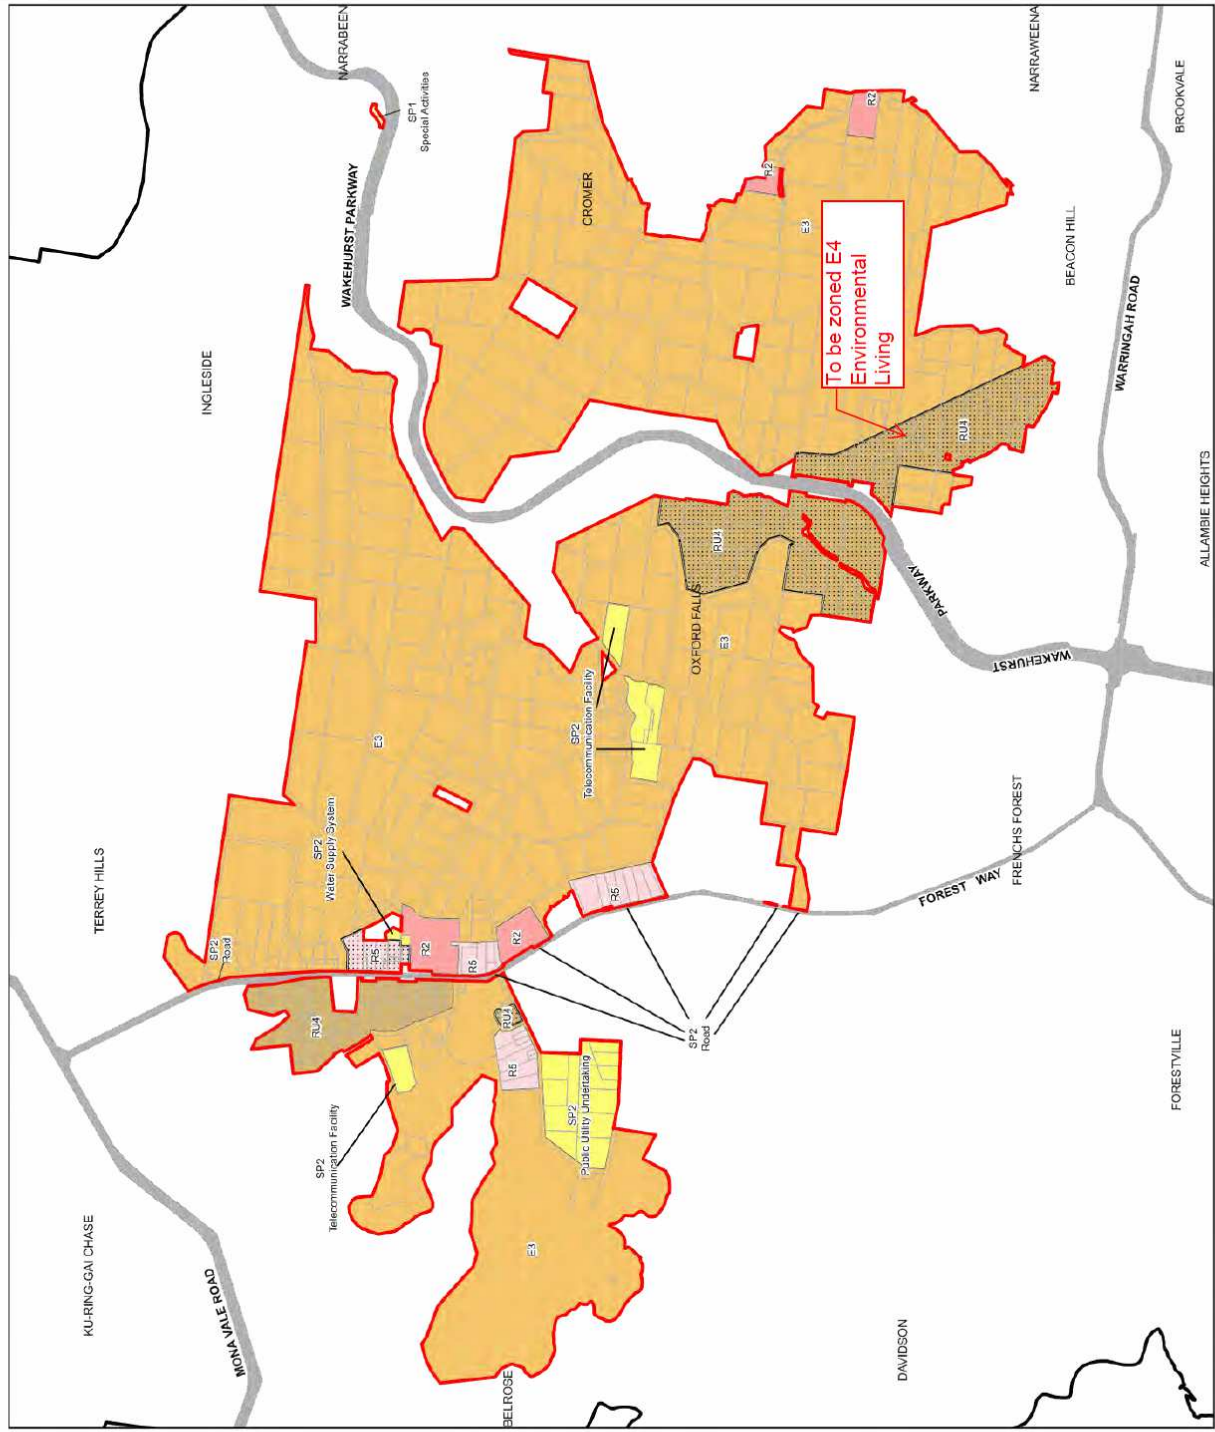 NARRABEEN
NARRAWEENA
BROOKVALE
SP1
Special Activities
R2
WAKEHURST PARKWAY
CROMER
R2
E3
To be zoned E4
Environmental
Living
BEACON HILL
WARRINGAH ROAD
INGLESIDE
RU4
ALLAMBIE HEIGHTS
RU4
PARKWAY
OXFORD FALLS
E3
WAKEHURST
SP2
Telecommunication Facility
E3
SP2
Water Supply System
TERREY HILLS
FRENCHS FOREST
FOREST WAY
R5
SP2
Road
R5
R2
R5
R2
RU4
RU4
SP2
Road
R5
SP2
Public Utility Undertaking
FORESTVILLE
SP2
Telecommunication Facility
E3
KU-RING-GAI CHASE
MONA VALE ROAD
DAVIDSON
BELROSE